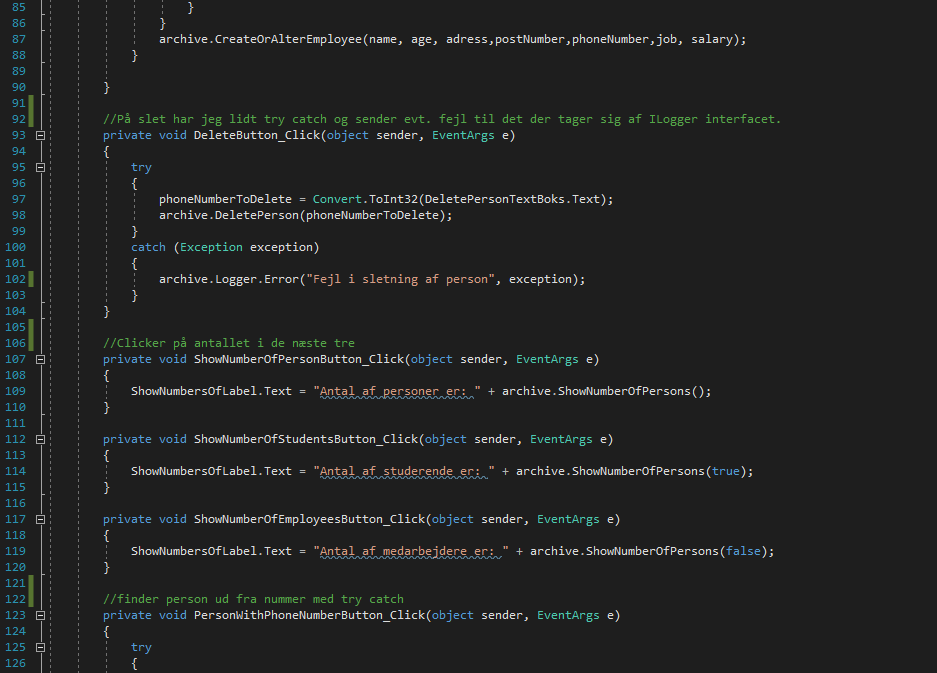 85 }
86 }
87 archive.CreateOrAlterEmployee(name, age, adress,postNumber,phoneNumber,job, salary);
88 }
89
90 }
91
92 //På slet har jeg lidt try catch og sender evt. fejl til det der tager sig af ILogger interfacet.
93 private void DeleteButton_Click(object sender, EventArgs e)
94 {
95 try
96 {
97 phoneNumberToDelete = Convert.ToInt32(DeletePersonTextBoks.Text);
98 archive.DeletePerson(phoneNumberToDelete);
99 }
100 catch (Exception exception)
101 {
102 archive.Logger.Error("Fejl i sletning af person", exception);
103 }
104 }
105
106 //Clicker på antallet i de næste tre
107 private void ShowNumberOfPersonButton_Click(object sender, EventArgs e)
108 {
109 ShowNumbersOfLabel.Text = "Antal af personer er: " + archive.ShowNumberOfPersons();
110 }
111
112 private void ShowNumberOfStudentsButton_Click(object sender, EventArgs e)
113 {
114 ShowNumbersOfLabel.Text = "Antal af studerende er: " + archive.ShowNumberOfPersons(true);
115 }
116
117 private void ShowNumberOfEmployeesButton_Click(object sender, EventArgs e)
118 {
119 ShowNumbersOfLabel.Text = "Antal af medarbejdere er: " + archive.ShowNumberOfPersons(false);
120 }
121
122 //finder person ud fra nummer med try catch
123 private void PersonWithPhoneNumberButton_Click(object sender, EventArgs e)
124 {
125 try
126 {